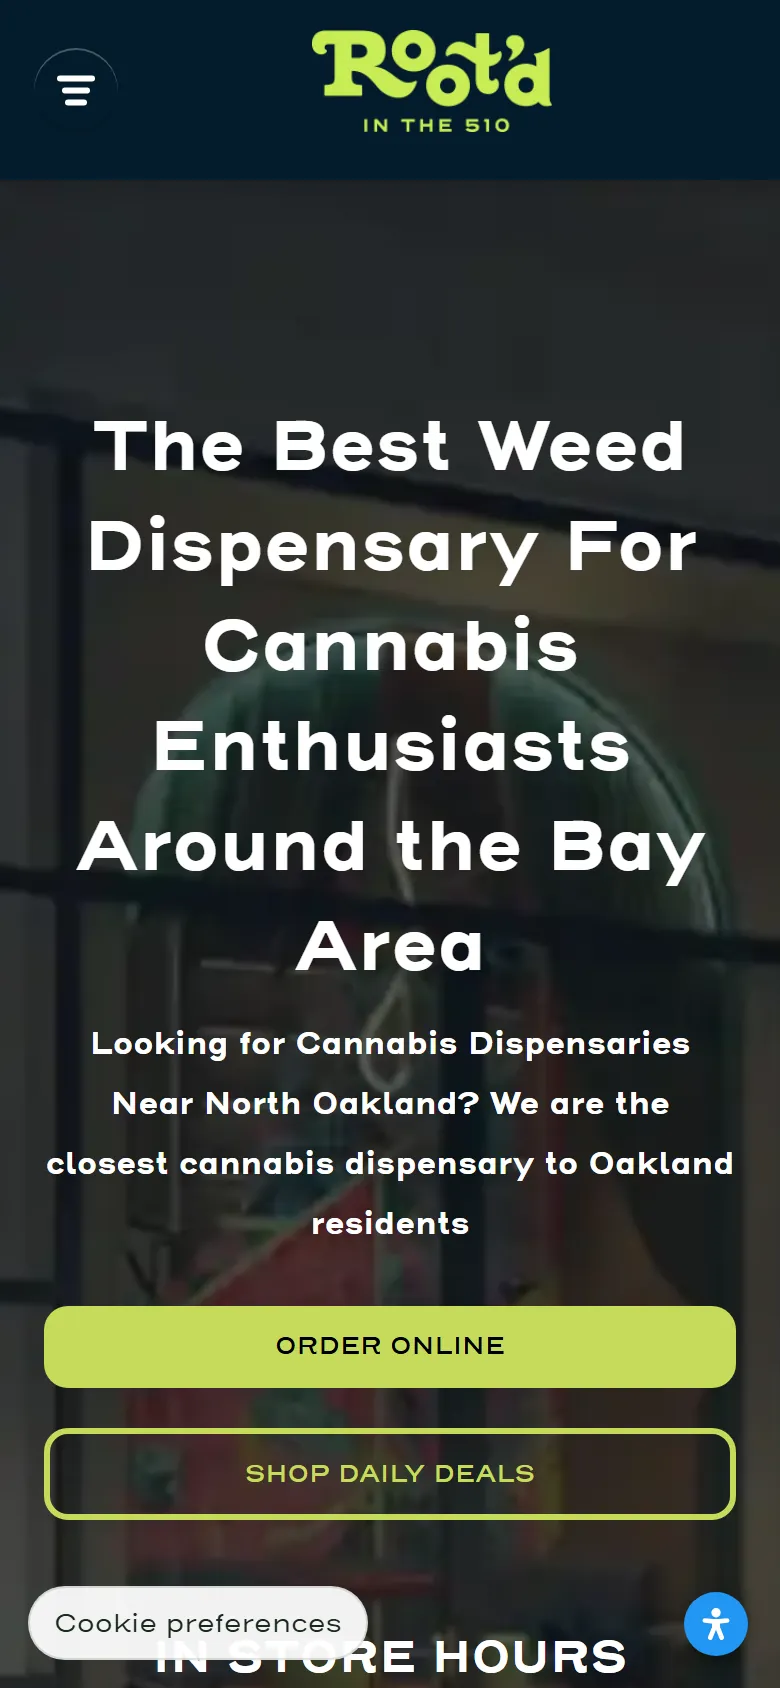 Root'd
IN THE 510
The Best Weed
Dispensary For
Cannabis
Enthusiasts
Around the Bay
Area
Looking for Cannabis Dispensaries
Near North Oakland? We are the
closest cannabis dispensary to Oakland
residents
ORDER ONLINE
SHOP DAILY DEALS
Cookie preferences
IN STORE HOURS